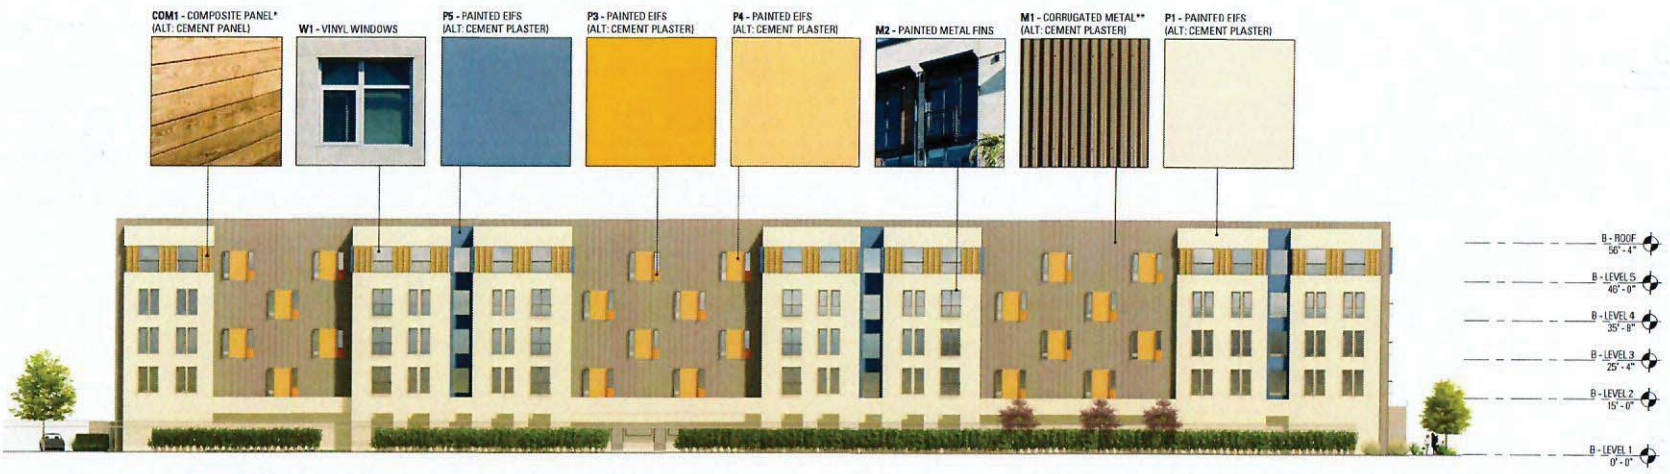 COM1 - COMPOSITE PANEL*
(ALT: CEMENT PANEL)
W1 - VINYL WINDOWS
P5 - PAINTED EIFS
(ALT: CEMENT PLASTER)
P3 - PAINTED EIFS
(ALT: CEMENT PLASTER)
P4 - PAINTED EIFS
(ALT: CEMENT PLASTER)
M2 - PAINTED METAL FINS
M1 - CORRUGATED METAL**
(ALT: CEMENT PLASTER)
P1 - PAINTED EIFS
(ALT: CEMENT PLASTER)
B - ROOF
56' - 4"
B - LEVEL 5
46' - 0"
B - LEVEL 4
35' - 8"
B - LEVEL 3
25' - 4"
B - LEVEL 2
15' - 0"
B - LEVEL 1
0' - 0"